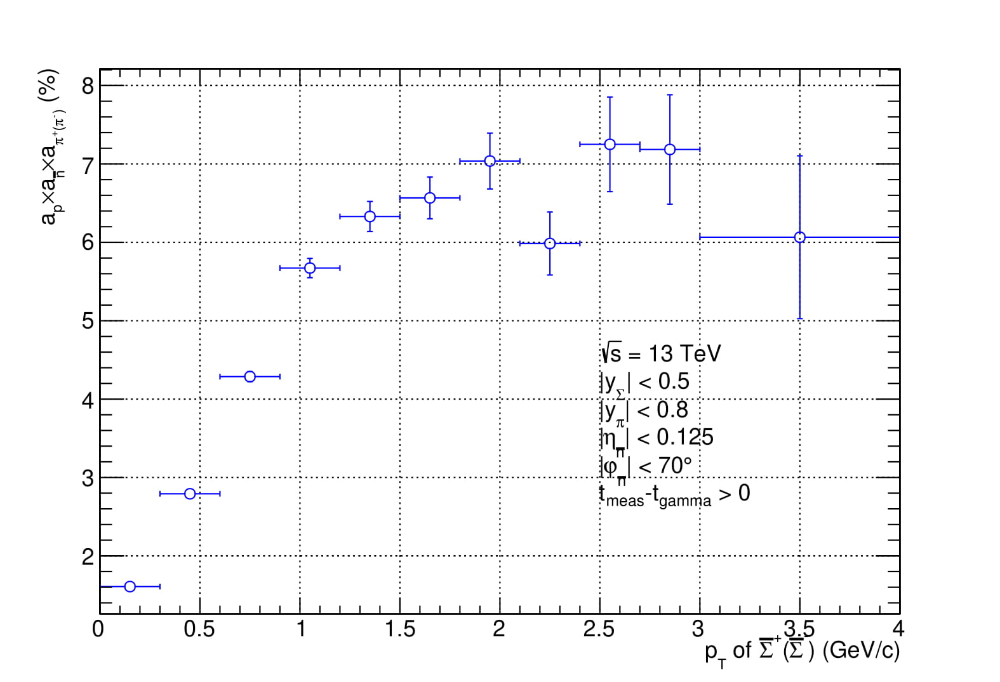 a_p×a_n̅×a_π⁺(π⁻) (%)
8
7
6
5
4
3
2
√s = 13 TeV
|y_Σ| < 0.5
|y_π| < 0.8
|η_n̅| < 0.125
|φ_n̅| < 70°
t_meas-t_gamma > 0
0 0.5 1 1.5 2 2.5 3 3.5 4
p_T of Σ̅⁺(Σ̅⁻) (GeV/c)